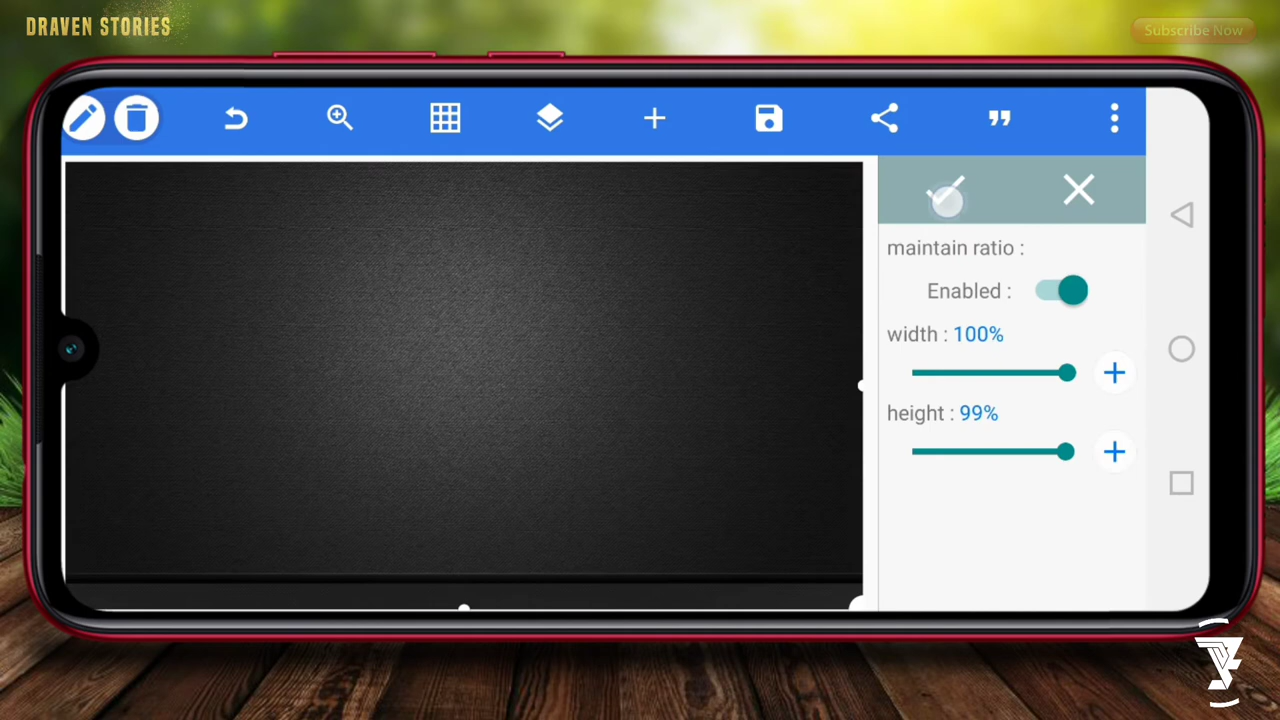 DRAVEN STORIES
Subscribe Now
maintain ratio :
Enabled :
width : 100%
height : 99%